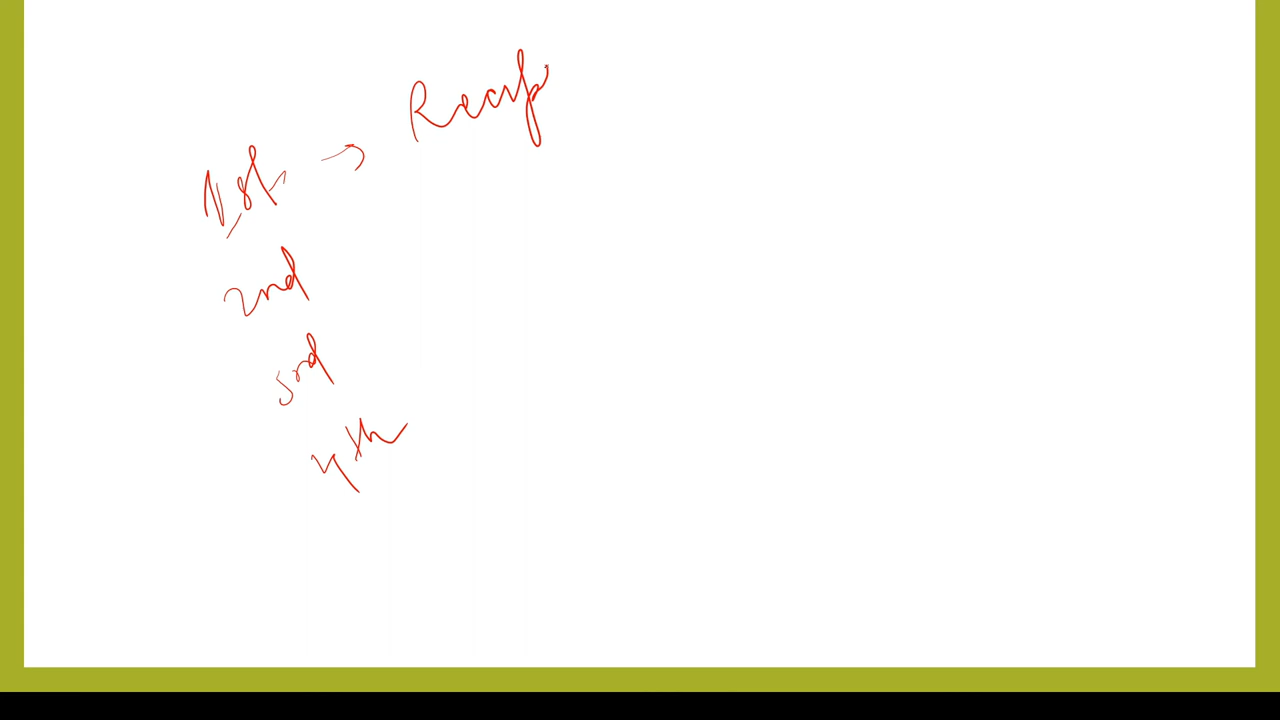 1st → Recap
2nd
3rd
4th